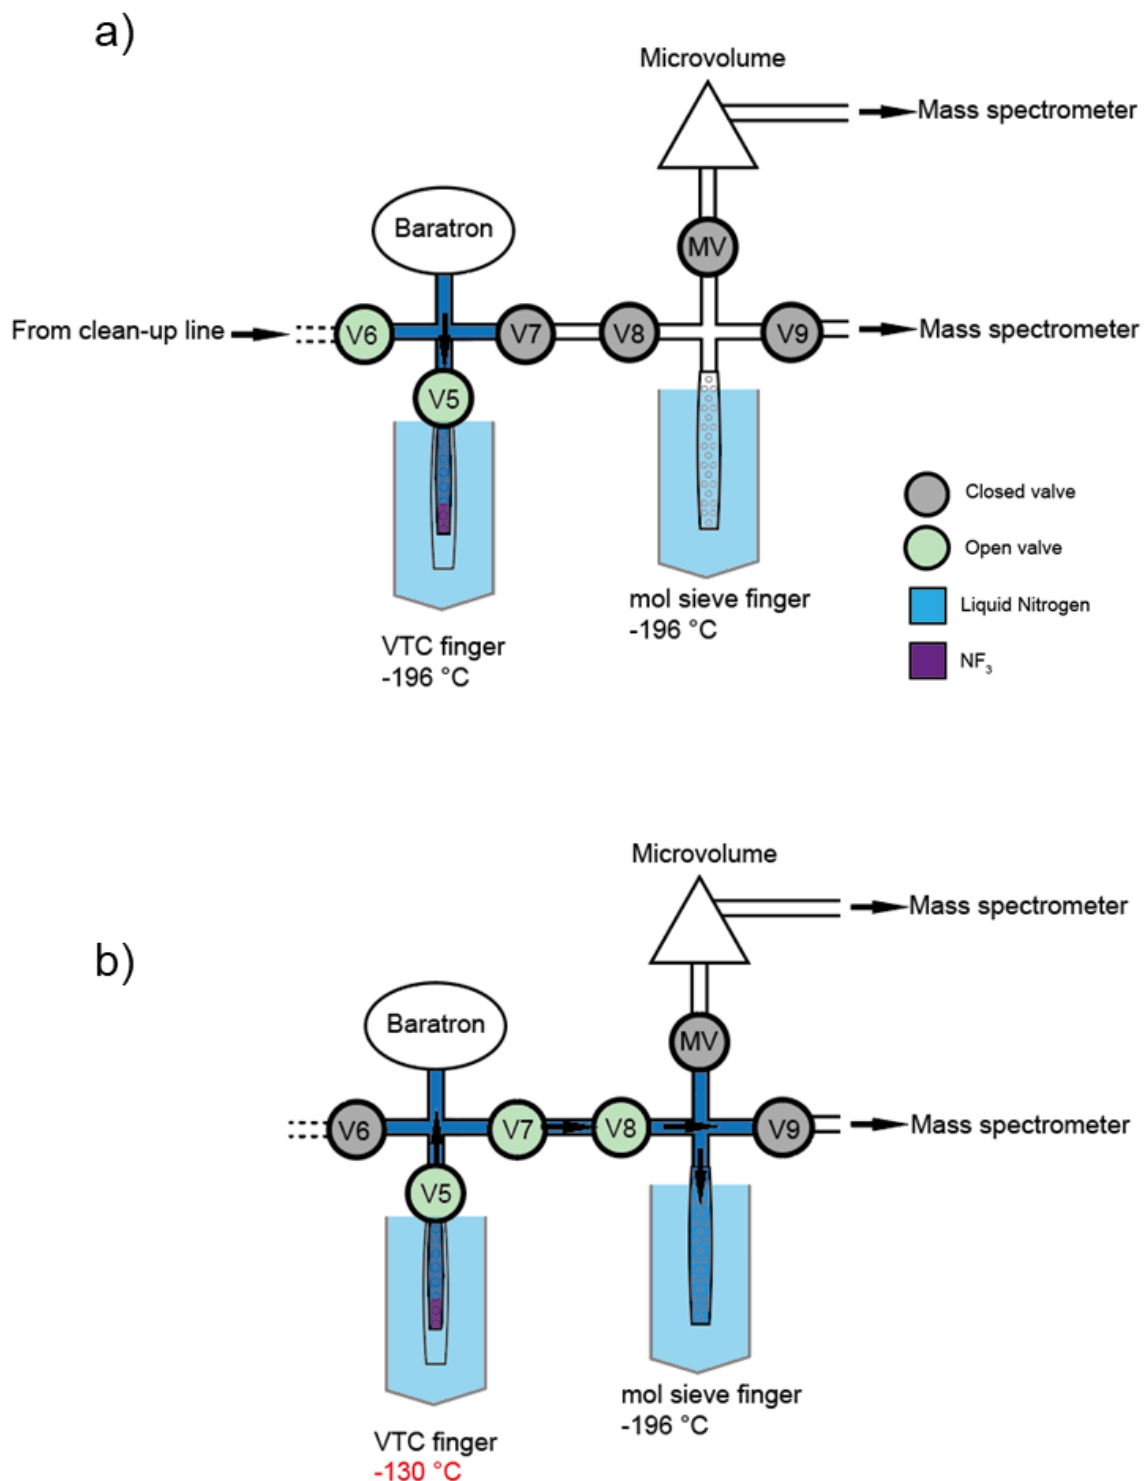 a)
Microvolume
Mass spectrometer
Baratron
MV
From clean-up line
V6
V7
V8
V9
Mass spectrometer
V5
Closed valve
Open valve
Liquid Nitrogen
NF₃
mol sieve finger
-196 °C
VTC finger
-196 °C
b)
Microvolume
Mass spectrometer
Baratron
MV
V6
V7
V8
V9
Mass spectrometer
V5
mol sieve finger
-196 °C
VTC finger
-130 °C